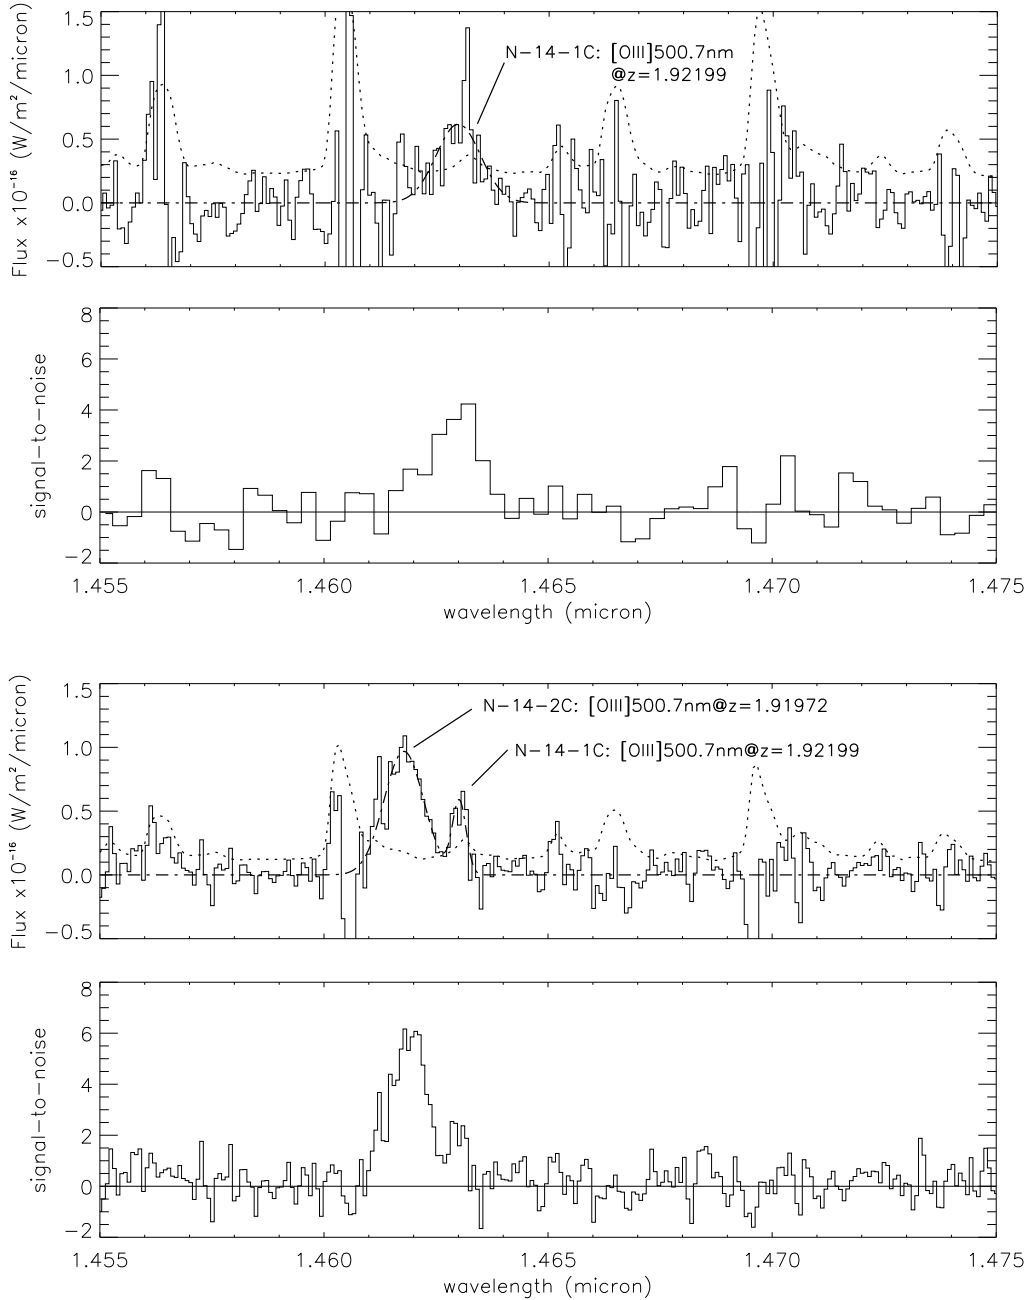 1.5
1.0
0.5
0.0
−0.5
Flux x10⁻¹⁶ (W/m²/micron)
N−14−1C: [OIII]500.7nm
@z=1.92199
8
6
4
2
0
−2
signal−to−noise
1.455 1.460 1.465 1.470 1.475
wavelength (micron)
1.5
1.0
0.5
0.0
−0.5
Flux x10⁻¹⁶ (W/m²/micron)
N−14−2C: [OIII]500.7nm@z=1.91972
N−14−1C: [OIII]500.7nm@z=1.92199
8
6
4
2
0
−2
signal−to−noise
1.455 1.460 1.465 1.470 1.475
wavelength (micron)